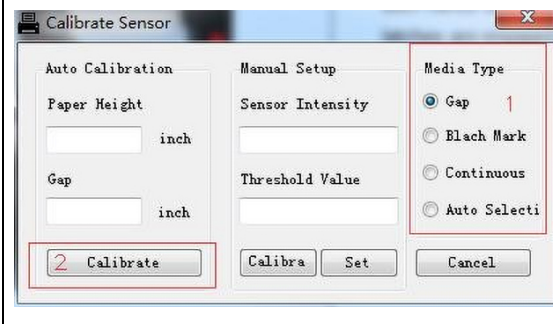 Calibrate Sensor
Auto Calibration
Paper Height
inch
Gap
inch
2 Calibrate
Manual Setup
Sensor Intensity
Threshold Value
Calibra
Set
Media Type
Gap 1
Blach Mark
Continuous
Auto Selecti
Cancel